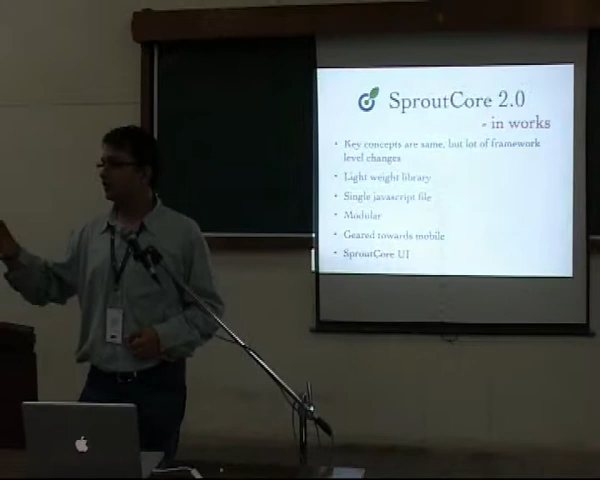 SproutCore 2.0
- in works
• Key concepts are same, but lot of framework
level changes
• Light weight library
• Single javascript file
• Modular
• Geared towards mobile
• SproutCore UI